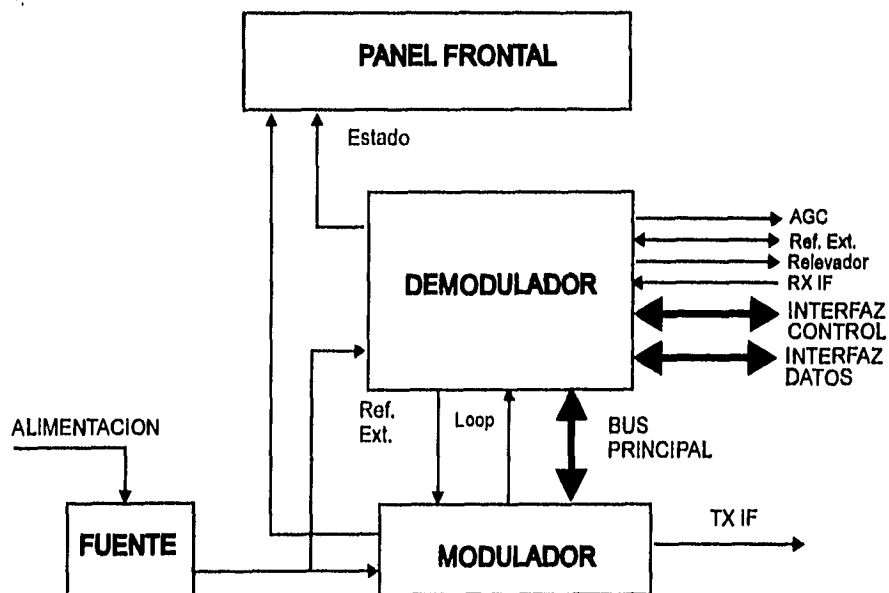 PANEL FRONTAL
Estado
DEMODULADOR
AGC
Ref. Ext.
Relevador
RX IF
INTERFAZ
CONTROL
INTERFAZ
DATOS
Ref.
Ext.
Loop
BUS
PRINCIPAL
ALIMENTACION
FUENTE
MODULADOR
TX IF